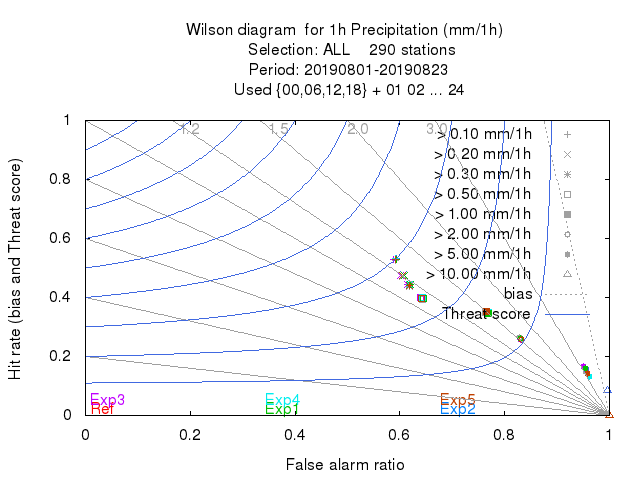 Wilson diagram for 1h Precipitation (mm/1h)
Selection: ALL 290 stations
Period: 20190801-20190823
Used {00,06,12,18} + 01 02 ... 24
Hit rate (bias and Threat score)
1
0.8
0.6
0.4
0.2
0
1.2
1.5
2.0
3.0
> 0.10 mm/1h
> 0.20 mm/1h
> 0.30 mm/1h
> 0.50 mm/1h
> 1.00 mm/1h
> 2.00 mm/1h
> 5.00 mm/1h
> 10.00 mm/1h
bias
Threat score
Exp3 Exp4 Exp5
Ref Exp1 Exp2
0 0.2 0.4 0.6 0.8 1
False alarm ratio